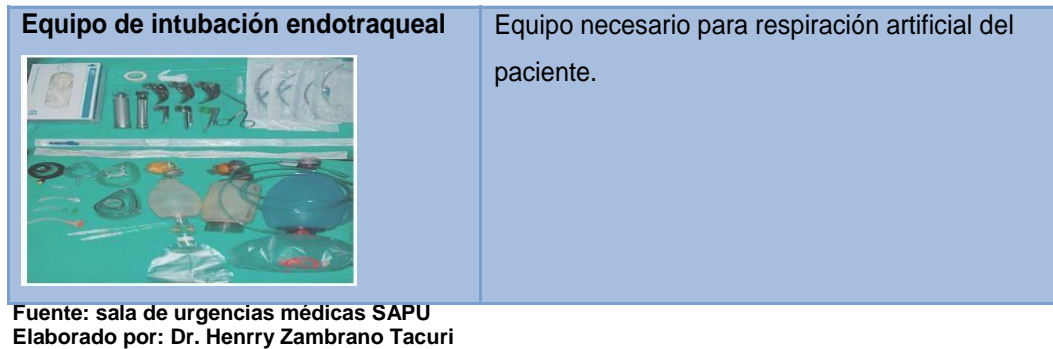 Equipo de intubación endotraqueal
Equipo necesario para respiración artificial del
paciente.
Fuente: sala de urgencias médicas SAPU
Elaborado por: Dr. Henrry Zambrano Tacuri